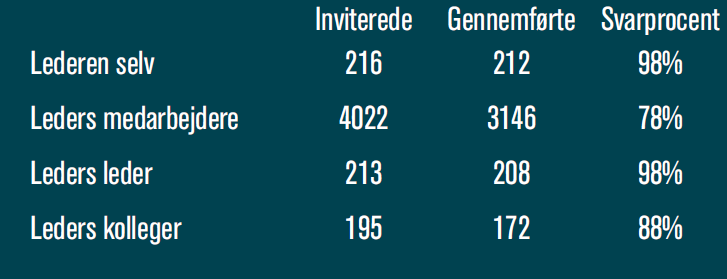 Inviterede Gennemførte Svarprocent
Lederen selv 216 212 98%
Leders medarbejdere 4022 3146 78%
Leders leder 213 208 98%
Leders kolleger 195 172 88%